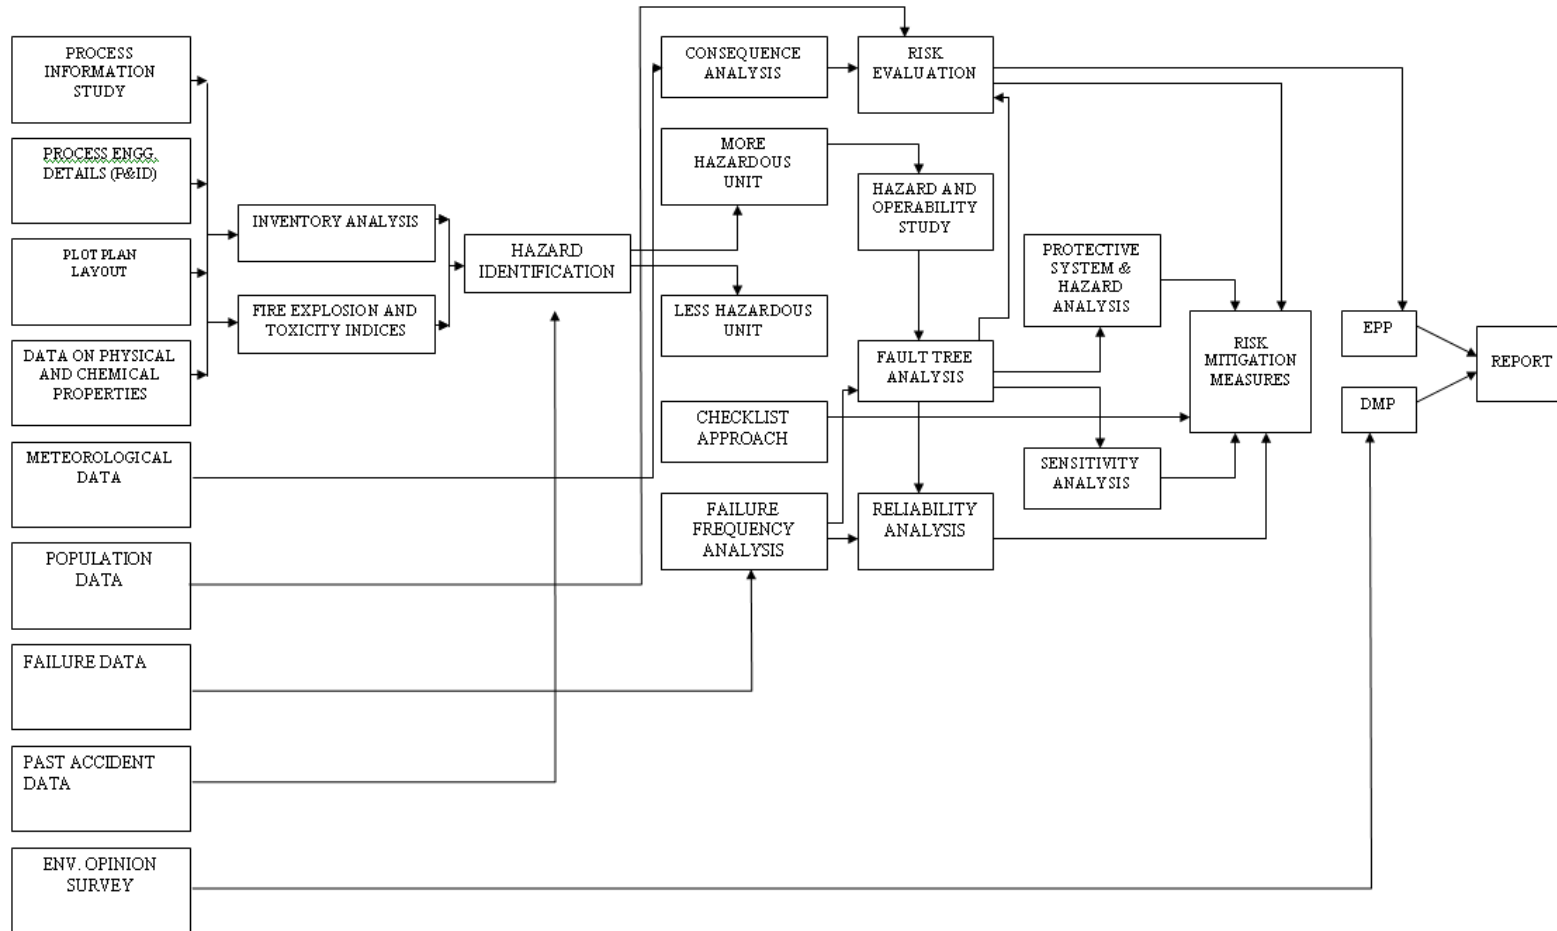 PROCESS
INFORMATION
STUDY
PROCESS ENGG.
DETAILS (P&ID)
PLOT PLAN
LAYOUT
DATA ON PHYSICAL
AND CHEMICAL
PROPERTIES
METEOROLOGICAL
DATA
POPULATION
DATA
FAILURE DATA
PAST ACCIDENT
DATA
ENV. OPINION
SURVEY
INVENTORY ANALYSIS
FIRE EXPLOSION AND
TOXICITY INDICES
HAZARD
IDENTIFICATION
CONSEQUENCE
ANALYSIS
MORE
HAZARDOUS
UNIT
LESS HAZARDOUS
UNIT
CHECKLIST
APPROACH
FAILURE
FREQUENCY
ANALYSIS
RISK
EVALUATION
HAZARD AND
OPERABILITY
STUDY
FAULT TREE
ANALYSIS
RELIABILITY
ANALYSIS
PROTECTIVE
SYSTEM &
HAZARD
ANALYSIS
SENSITIVITY
ANALYSIS
RISK
MITIGATION
MEASURES
EPP
DMP
REPORT